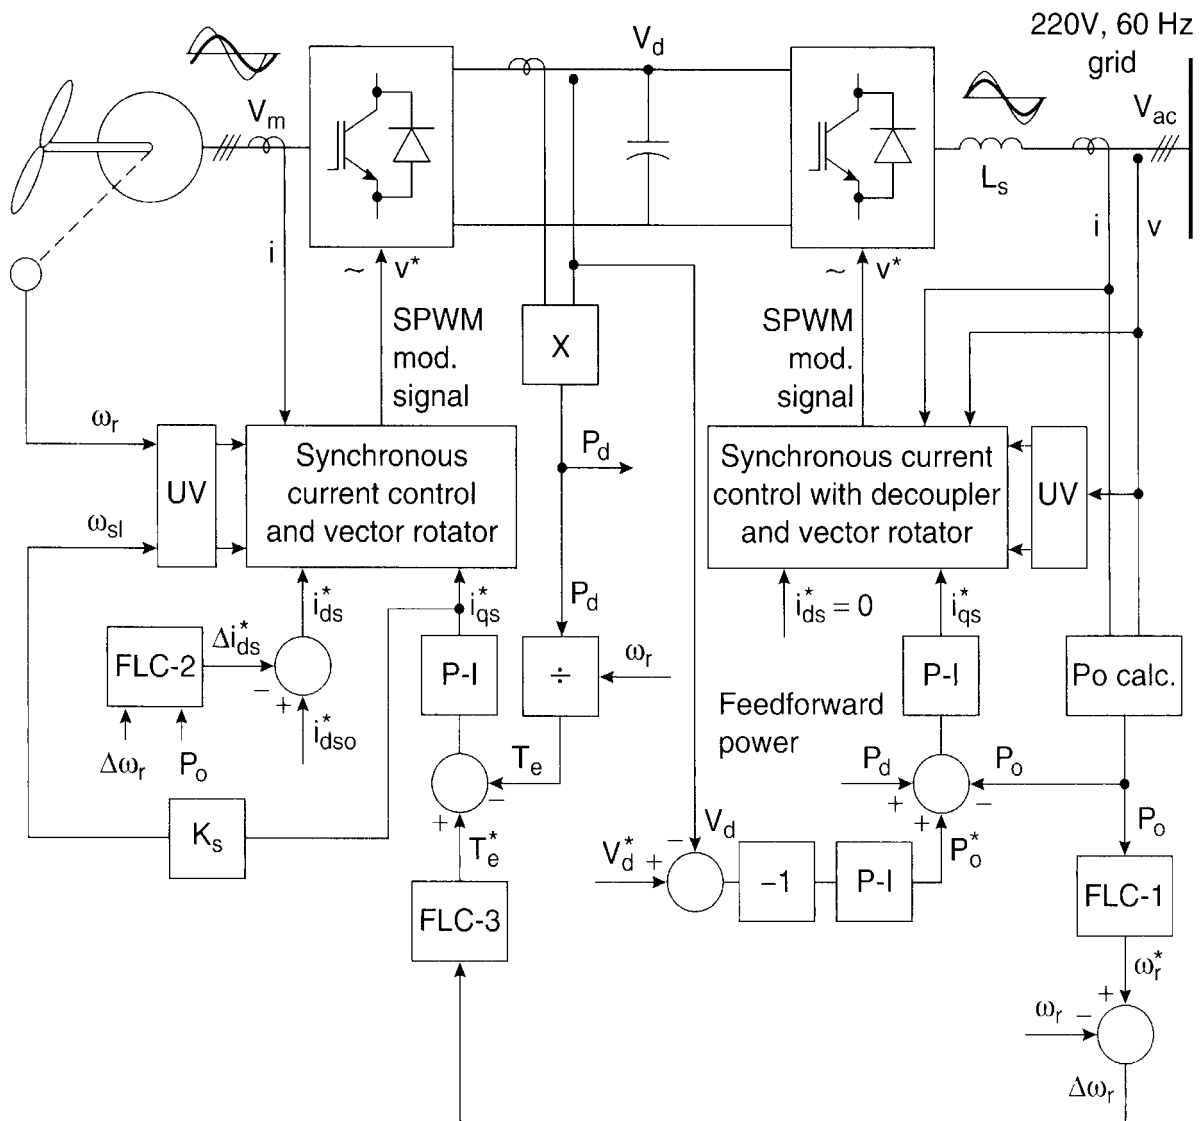 220V, 60 Hz
grid
V_d
V_m
V_ac
L_s
i
i
v
~ v*
~ v*
SPWM
mod.
signal
X
SPWM
mod.
signal
ω_r
P_d
UV
Synchronous
current control
and vector rotator
Synchronous current
control with decoupler
and vector rotator
UV
ω_sl
i*_ds
i*_qs
P_d
i*_ds = 0
i*_qs
Δi*_ds
FLC-2
-
+
i_dso*
P-I
÷
ω_r
P-I
Po calc.
Δω_r
P_o
Feedforward
power
T_e
-
+
P_d
+
+
-
P_o
K_s
T*_e
V_d
-
V*_d
+
-1
P-I
P*_o
P_o
FLC-3
FLC-1
ω*_r
+
ω_r
-
Δω_r